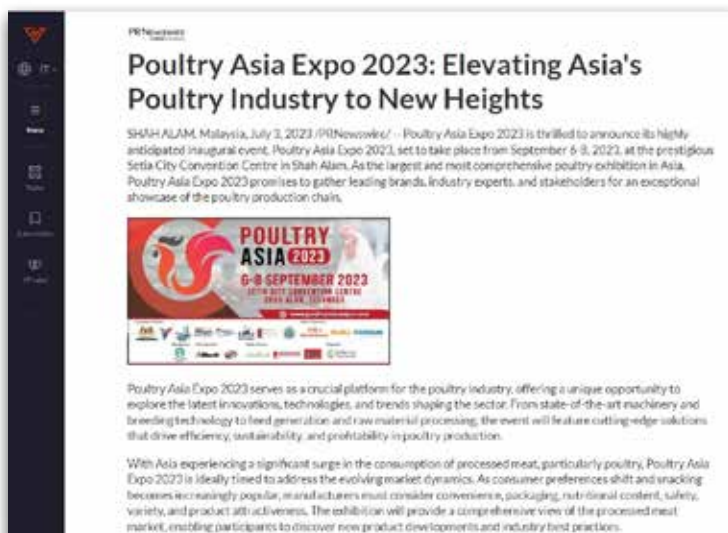 PRNewswire
IT
Poultry Asia Expo 2023: Elevating Asia's
Poultry Industry to New Heights
SHAH ALAM, Malaysia, July 3, 2023 /PRNewswire/ -- Poultry Asia Expo 2023 is thrilled to announce its highly
anticipated inaugural event, Poultry Asia Expo 2023, set to take place from September 6-8, 2023, at the prestigious
Setia City Convention Centre in Shah Alam. As the largest and most comprehensive poultry exhibition in Asia,
Poultry Asia Expo 2023 promises to gather leading brands, industry experts, and stakeholders for an exceptional
showcase of the poultry production chain.
POULTRY
ASIA 2023
6-8 SEPTEMBER 2023
SETIA CITY CONVENTION CENTRE
SHAH ALAM, SELANGOR
Poultry Asia Expo 2023 serves as a crucial platform for the poultry industry, offering a unique opportunity to
explore the latest innovations, technologies, and trends shaping the sector. From state-of-the-art machinery and
breeding technology to feed generation and raw material processing, the event will feature cutting-edge solutions
that drive efficiency, sustainability, and profitability in poultry production.
With Asia experiencing a significant surge in the consumption of processed meat, particularly poultry, Poultry Asia
Expo 2023 is ideally timed to address the evolving market dynamics. As consumer preferences shift and snacking
becomes increasingly popular, manufacturers must consider convenience, packaging, nutritional content, safety,
variety, and product attractiveness. The exhibition will provide a comprehensive view of the processed meat
market, enabling participants to discover new product developments and industry best practices.